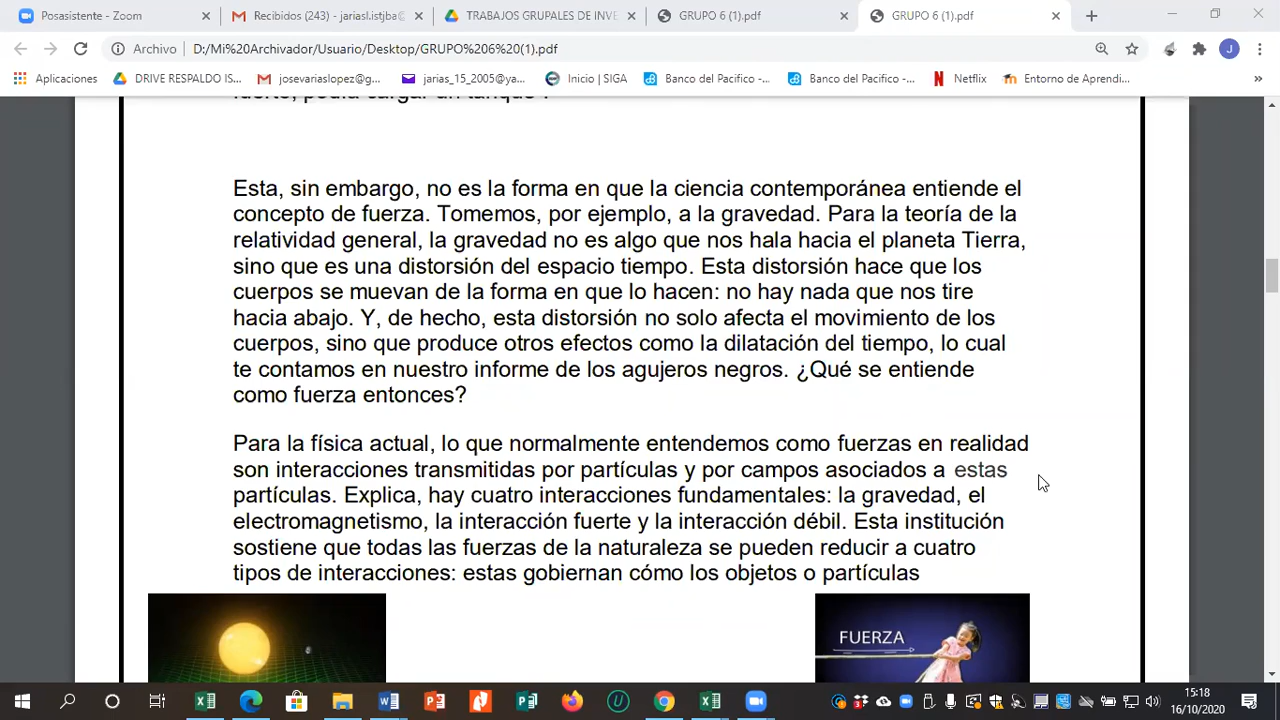 Posasistente - Zoom
Recibidos (243) - jariasl.istjba@
TRABAJOS GRUPALES DE INVE
GRUPO 6 (1).pdf
GRUPO 6 (1).pdf
Archivo
D:/Mi%20Archivador/Usuario/Desktop/GRUPO%206%20(1).pdf
J
Aplicaciones
DRIVE RESPALDO IS...
josevariaslopez@g...
jarias_15_2005@ya...
Inicio | SIGA
Banco del Pacifico -...
Banco del Pacifico -...
Netflix
Entorno de Aprendi...
»
fuerte, podía cargar un tanque".
Esta, sin embargo, no es la forma en que la ciencia contemporánea entiende el
concepto de fuerza. Tomemos, por ejemplo, a la gravedad. Para la teoría de la
relatividad general, la gravedad no es algo que nos hala hacia el planeta Tierra,
sino que es una distorsión del espacio tiempo. Esta distorsión hace que los
cuerpos se muevan de la forma en que lo hacen: no hay nada que nos tire
hacia abajo. Y, de hecho, esta distorsión no solo afecta el movimiento de los
cuerpos, sino que produce otros efectos como la dilatación del tiempo, lo cual
te contamos en nuestro informe de los agujeros negros. ¿Qué se entiende
como fuerza entonces?
Para la física actual, lo que normalmente entendemos como fuerzas en realidad
son interacciones transmitidas por partículas y por campos asociados a estas
partículas. Explica, hay cuatro interacciones fundamentales: la gravedad, el
electromagnetismo, la interacción fuerte y la interacción débil. Esta institución
sostiene que todas las fuerzas de la naturaleza se pueden reducir a cuatro
tipos de interacciones: estas gobiernan cómo los objetos o partículas
FUERZA
15:18
16/10/2020